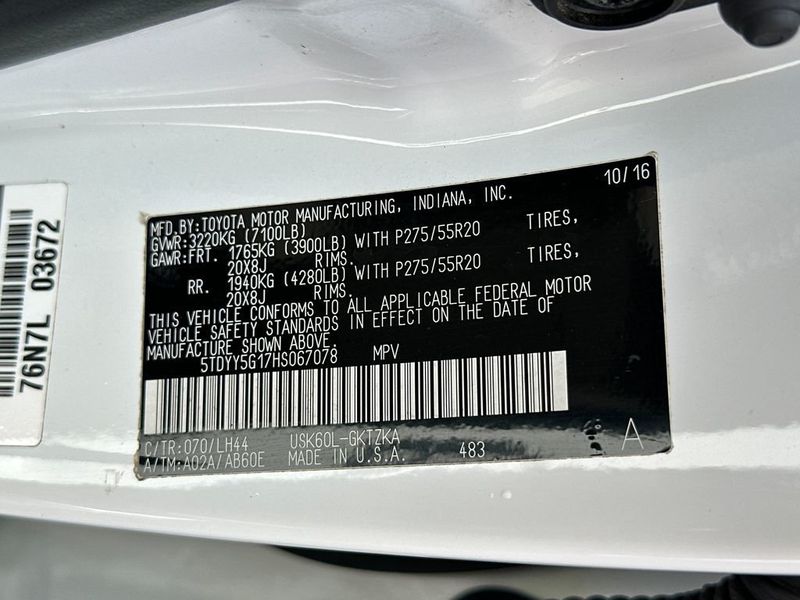 76N7L 03672
10/16
MFD.BY:TOYOTA MOTOR MANUFACTURING, INDIANA, INC.
GVWR:3220KG (7100LB)
GAWR:FRT. 1765KG (3900LB) WITH P275/55R20 TIRES,
20X8J RIMS.
RR. 1940KG (4280LB) WITH P275/55R20 TIRES,
20X8J RIMS.
THIS VEHICLE CONFORMS TO ALL APPLICABLE FEDERAL MOTOR
VEHICLE SAFETY STANDARDS IN EFFECT ON THE DATE OF
MANUFACTURE SHOWN ABOVE.
5TDYY5G17HS067078 MPV
C/TR:070/LH44 USK60L-GKTZKA A
A/TM:A02A/AB60E MADE IN U.S.A. 483